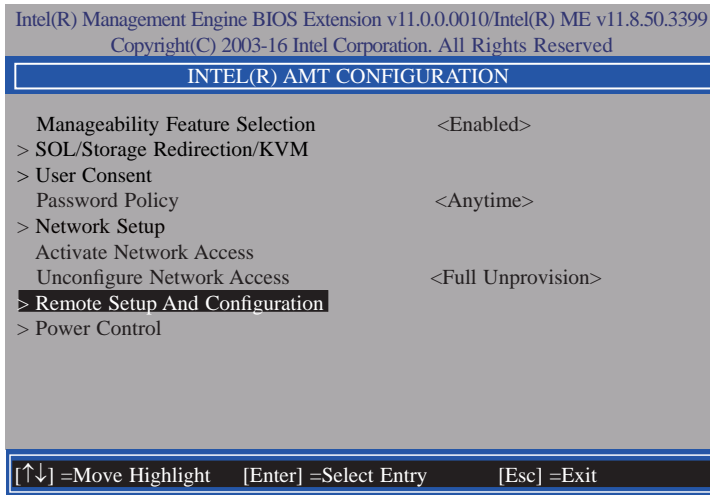 Intel(R) Management Engine BIOS Extension v11.0.0.0010/Intel(R) ME v11.8.50.3399
Copyright(C) 2003-16 Intel Corporation. All Rights Reserved
INTEL(R) AMT CONFIGURATION
Manageability Feature Selection <Enabled>
> SOL/Storage Redirection/KVM
> User Consent
Password Policy <Anytime>
> Network Setup
Activate Network Access
Unconfigure Network Access <Full Unprovision>
> Remote Setup And Configuration
> Power Control
[↑↓] =Move Highlight [Enter] =Select Entry [Esc] =Exit